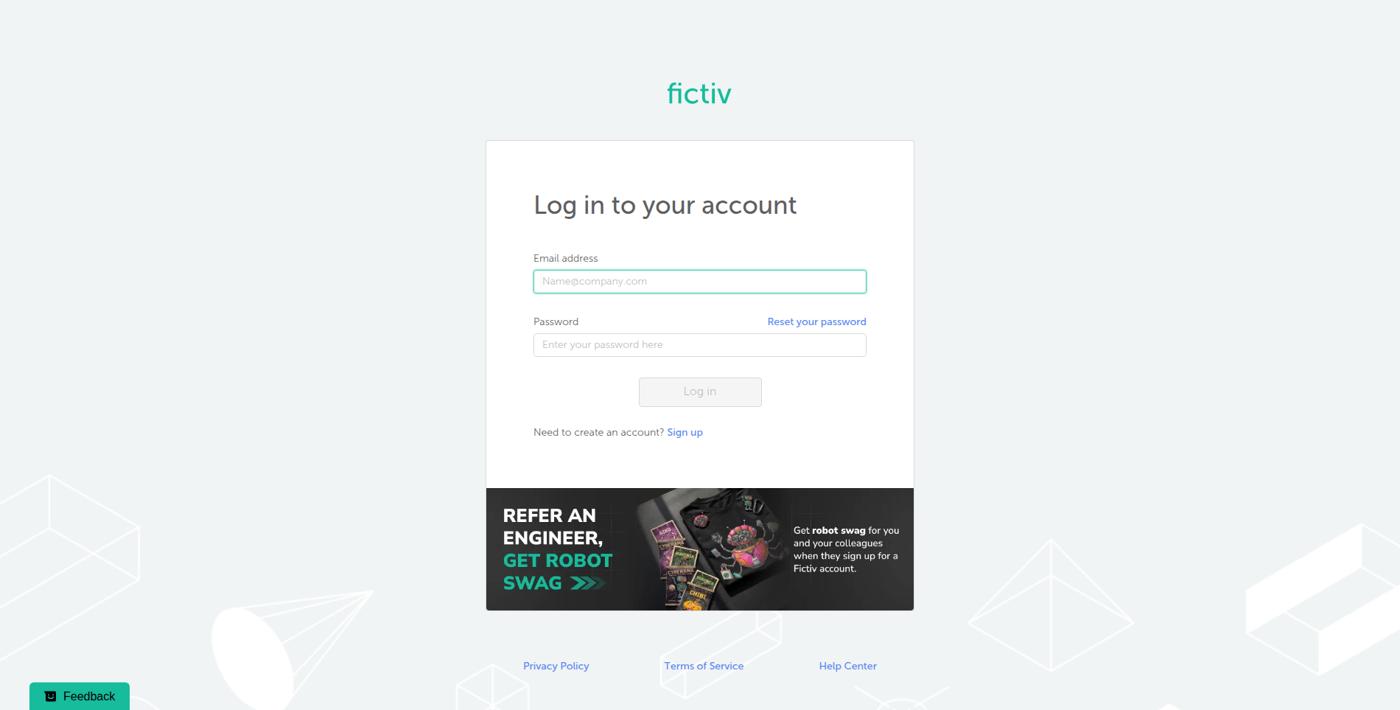 fictiv
Log in to your account
Email address
Name@company.com
Password
Reset your password
Enter your password here
Log in
Need to create an account? Sign up
REFER AN
ENGINEER,
GET ROBOT
SWAG
Get robot swag for you
and your colleagues
when they sign up for a
Fictiv account.
CHIBI
Privacy Policy
Terms of Service
Help Center
Feedback